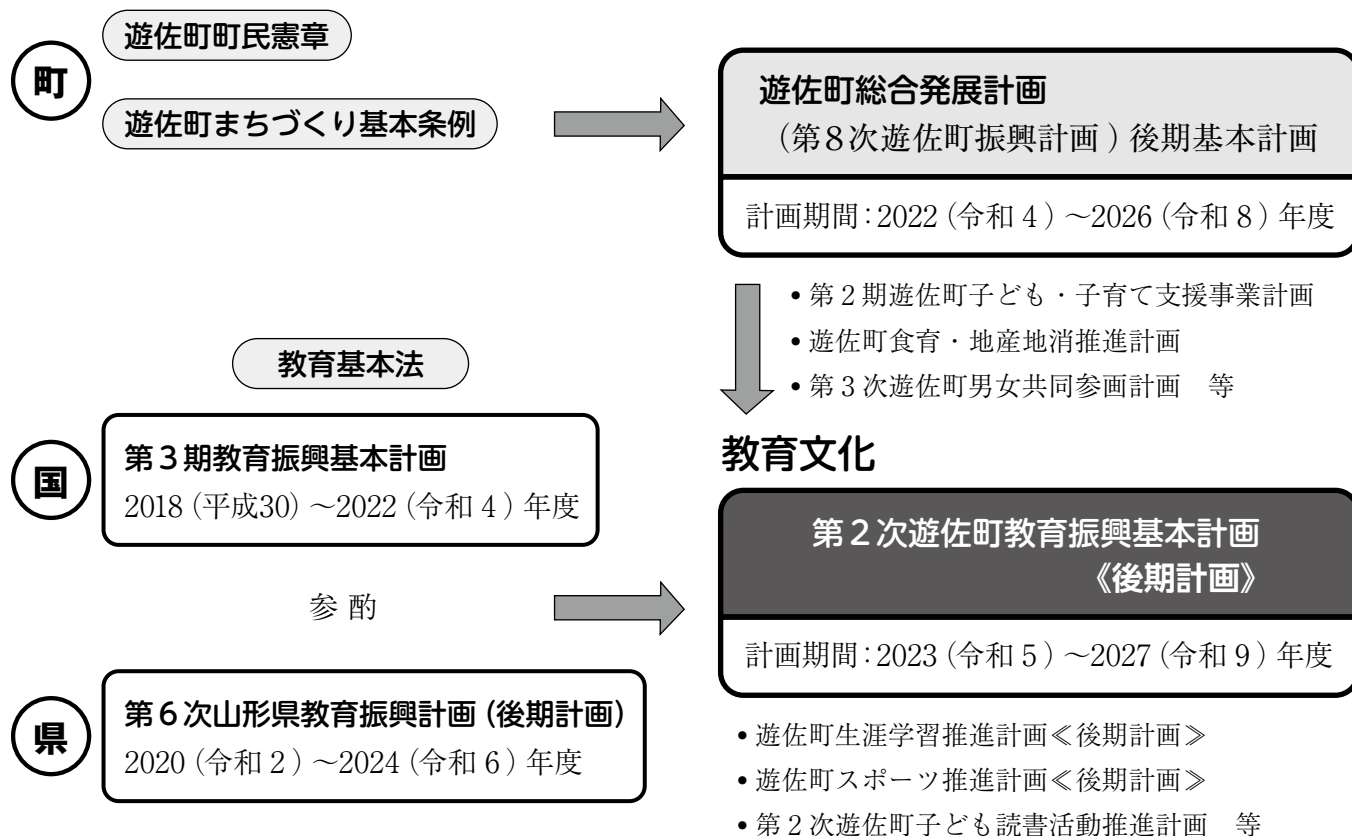 町
遊佐町町民憲章
遊佐町まちづくり基本条例
遊佐町総合発展計画
（第８次遊佐町振興計画）後期基本計画
計画期間：2022（令和４）～2026（令和８）年度
•第２期遊佐町子ども・子育て支援事業計画
•遊佐町食育・地産地消推進計画
•第３次遊佐町男女共同参画計画　等
教育基本法
国
第３期教育振興基本計画
2018（平成30）～2022（令和４）年度
参 酌
県
第６次山形県教育振興計画（後期計画）
2020（令和２）～2024（令和６）年度
教育文化
第２次遊佐町教育振興基本計画
《後期計画》
計画期間：2023（令和５）～2027（令和９）年度
•遊佐町生涯学習推進計画≪後期計画≫
•遊佐町スポーツ推進計画≪後期計画≫
•第２次遊佐町子ども読書活動推進計画　等